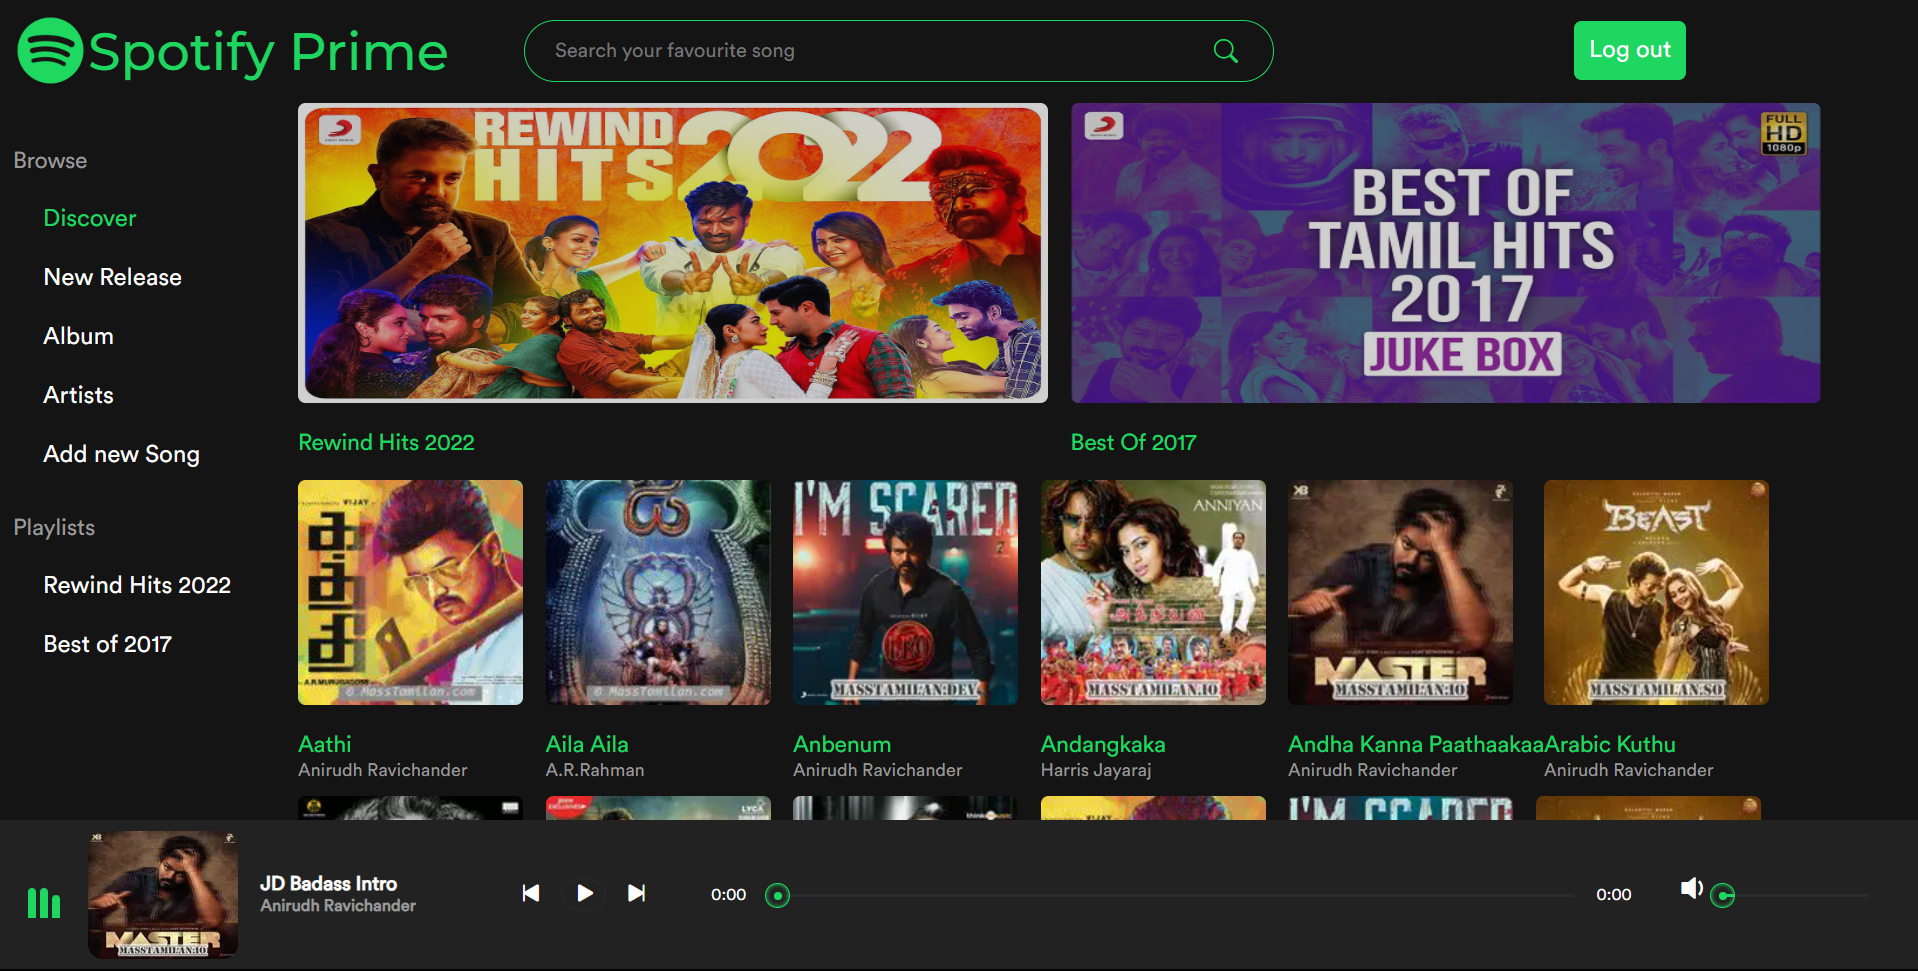 Spotify Prime
Search your favourite song
Log out
Browse
Discover
New Release
Album
Artists
Add new Song
Playlists
Rewind Hits 2022
Best of 2017
REWIND
HITS 2022
FULL
HD
1080p
BEST OF
TAMIL HITS
2017
JUKE BOX
Rewind Hits 2022
Best Of 2017
VIJAY
கத்தி
A.R.MURUGADOSS
© MassTamilan.com
ஐ
© MassTamilan.com
I'M SCARED
LEO
MASSTAMILAN.DEV
ANNIYAN
அந்நியன்
MASSTAMILAN.IO
MASTER
MASSTAMILAN.IO
BEAST
MASSTAMILAN.SO
Aathi
Anirudh Ravichander
Aila Aila
A.R.Rahman
Anbenum
Anirudh Ravichander
Andangkaka
Harris Jayaraj
Andha Kanna Paathaakaa
Anirudh Ravichander
Arabic Kuthu
Anirudh Ravichander
LYCA
think music
VIJAY
I'M SCARED
MASTER
MASSTAMILAN.IO
JD Badass Intro
Anirudh Ravichander
0:00
0:00